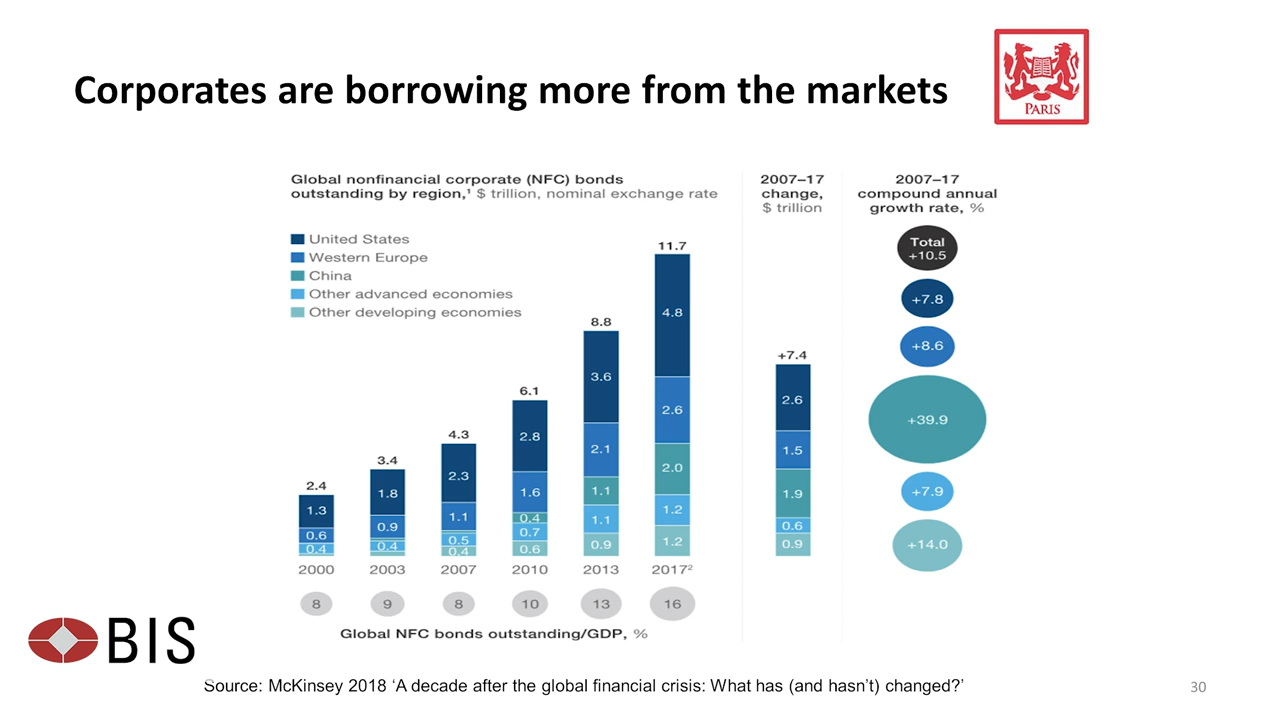 Corporates are borrowing more from the markets
PARIS
Global nonfinancial corporate (NFC) bonds
outstanding by region,¹ $ trillion, nominal exchange rate
2007–17
change,
$ trillion
2007–17
compound annual
growth rate, %
United States
Western Europe
China
Other advanced economies
Other developing economies
2.4
1.3
0.6
0.4
3.4
1.8
0.9
0.4
4.3
2.3
1.1
0.5
0.4
6.1
2.8
1.6
0.4
0.7
0.6
8.8
3.6
2.1
1.1
1.1
0.9
11.7
4.8
2.6
2.0
1.2
1.2
+7.4
2.6
1.5
1.9
0.6
0.9
Total
+10.5
+7.8
+8.6
+39.9
+7.9
+14.0
2000 2003 2007 2010 2013 2017²
8 9 8 10 13 16
Global NFC bonds outstanding/GDP, %
BIS
Source: McKinsey 2018 ‘A decade after the global financial crisis: What has (and hasn’t) changed?’
30